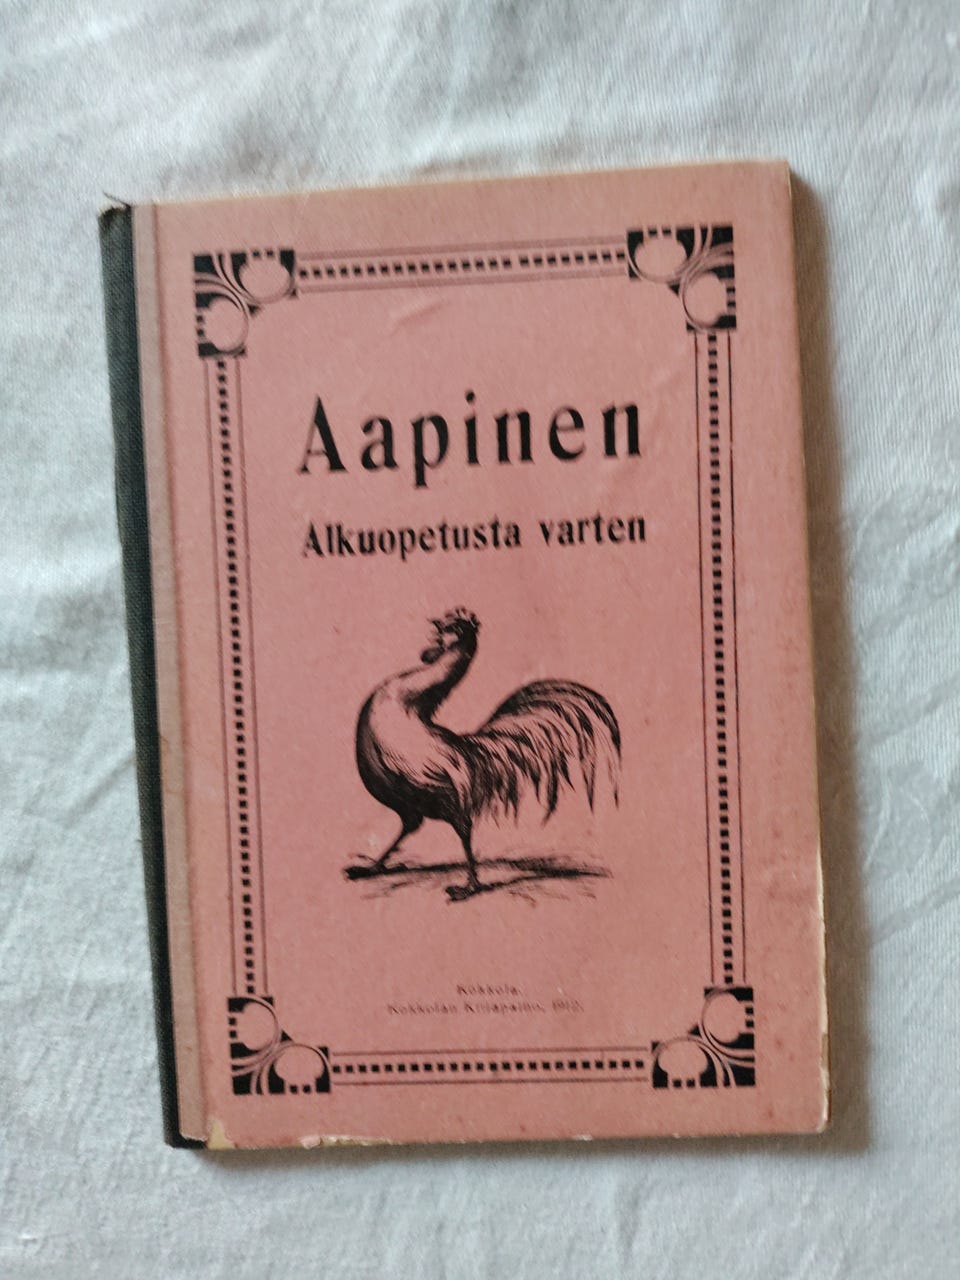 Aapinen
Alkuopetusta varten
Kokkola.
Kokkolan Kirjapaino, 1912.